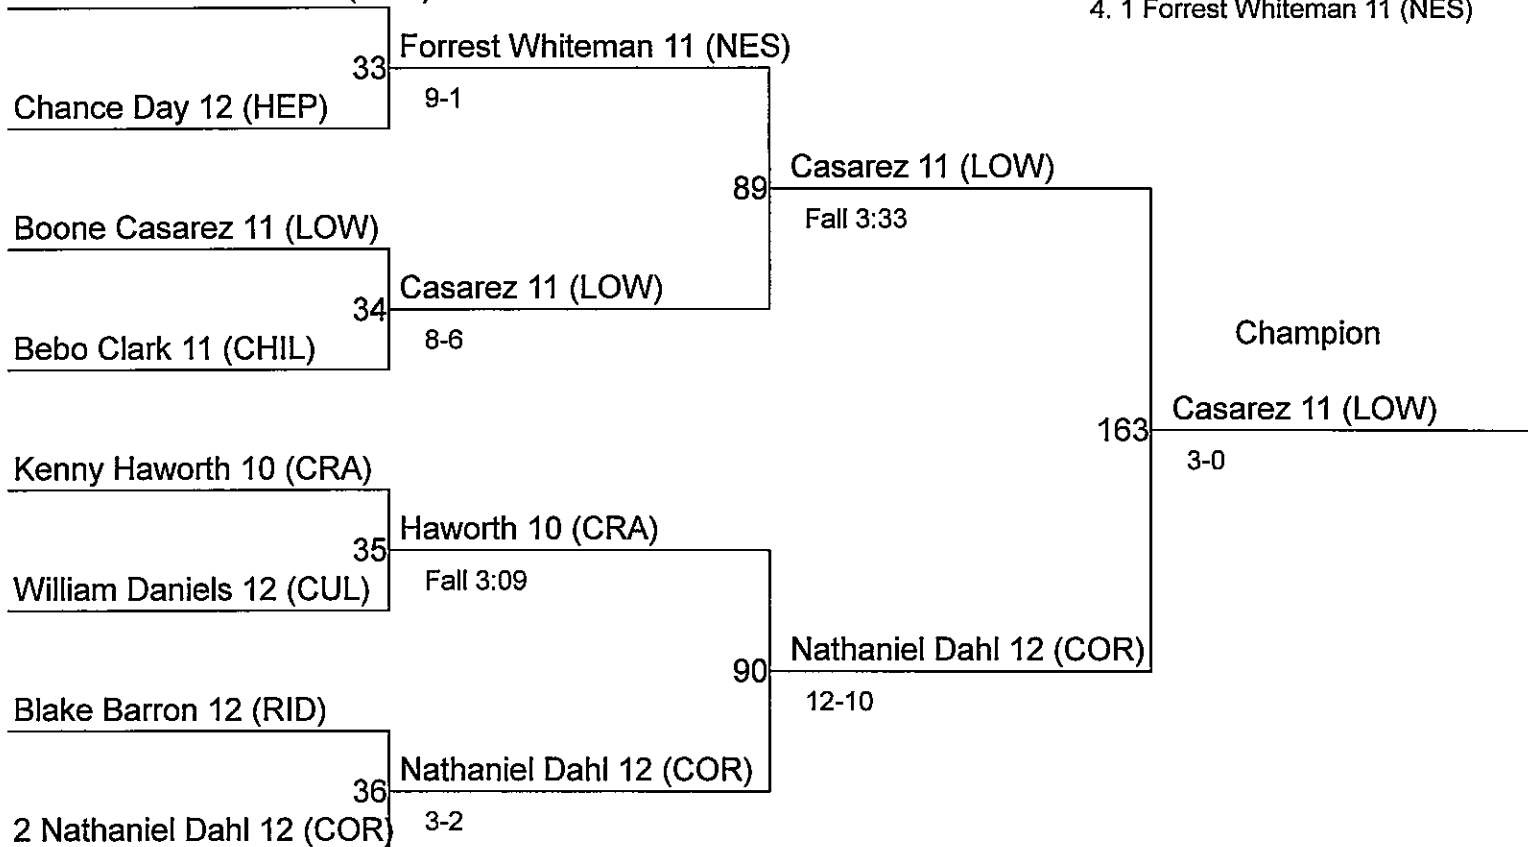 4. 1 Forrest Whiteman 11 (NES)
Forrest Whiteman 11 (NES)
33
9-1
Chance Day 12 (HEP)
Casarez 11 (LOW)
89
Fall 3:33
Boone Casarez 11 (LOW)
Casarez 11 (LOW)
34
8-6
Bebo Clark 11 (CHIL)
Champion
Casarez 11 (LOW)
163
3-0
Kenny Haworth 10 (CRA)
Haworth 10 (CRA)
35
Fall 3:09
William Daniels 12 (CUL)
Nathaniel Dahl 12 (COR)
90
12-10
Blake Barron 12 (RID)
Nathaniel Dahl 12 (COR)
36
3-2
2 Nathaniel Dahl 12 (COR)